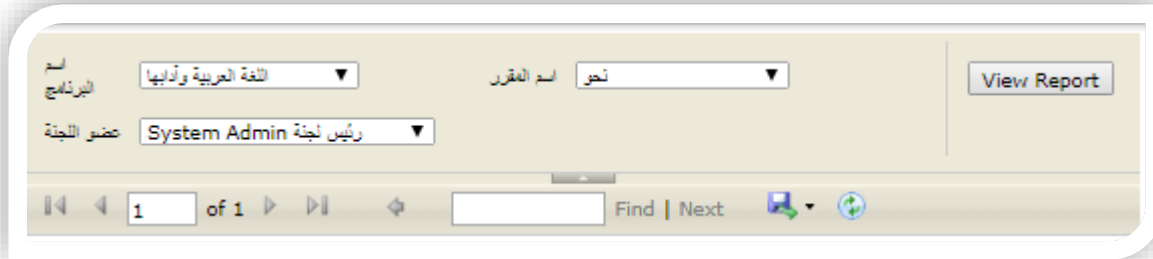 اسم البرنامج
اللغة العربية وأدابها
اسم المقرر
نحو
View Report
عضو اللجنة
رئيس لجنة System Admin
1 of 1 Find | Next